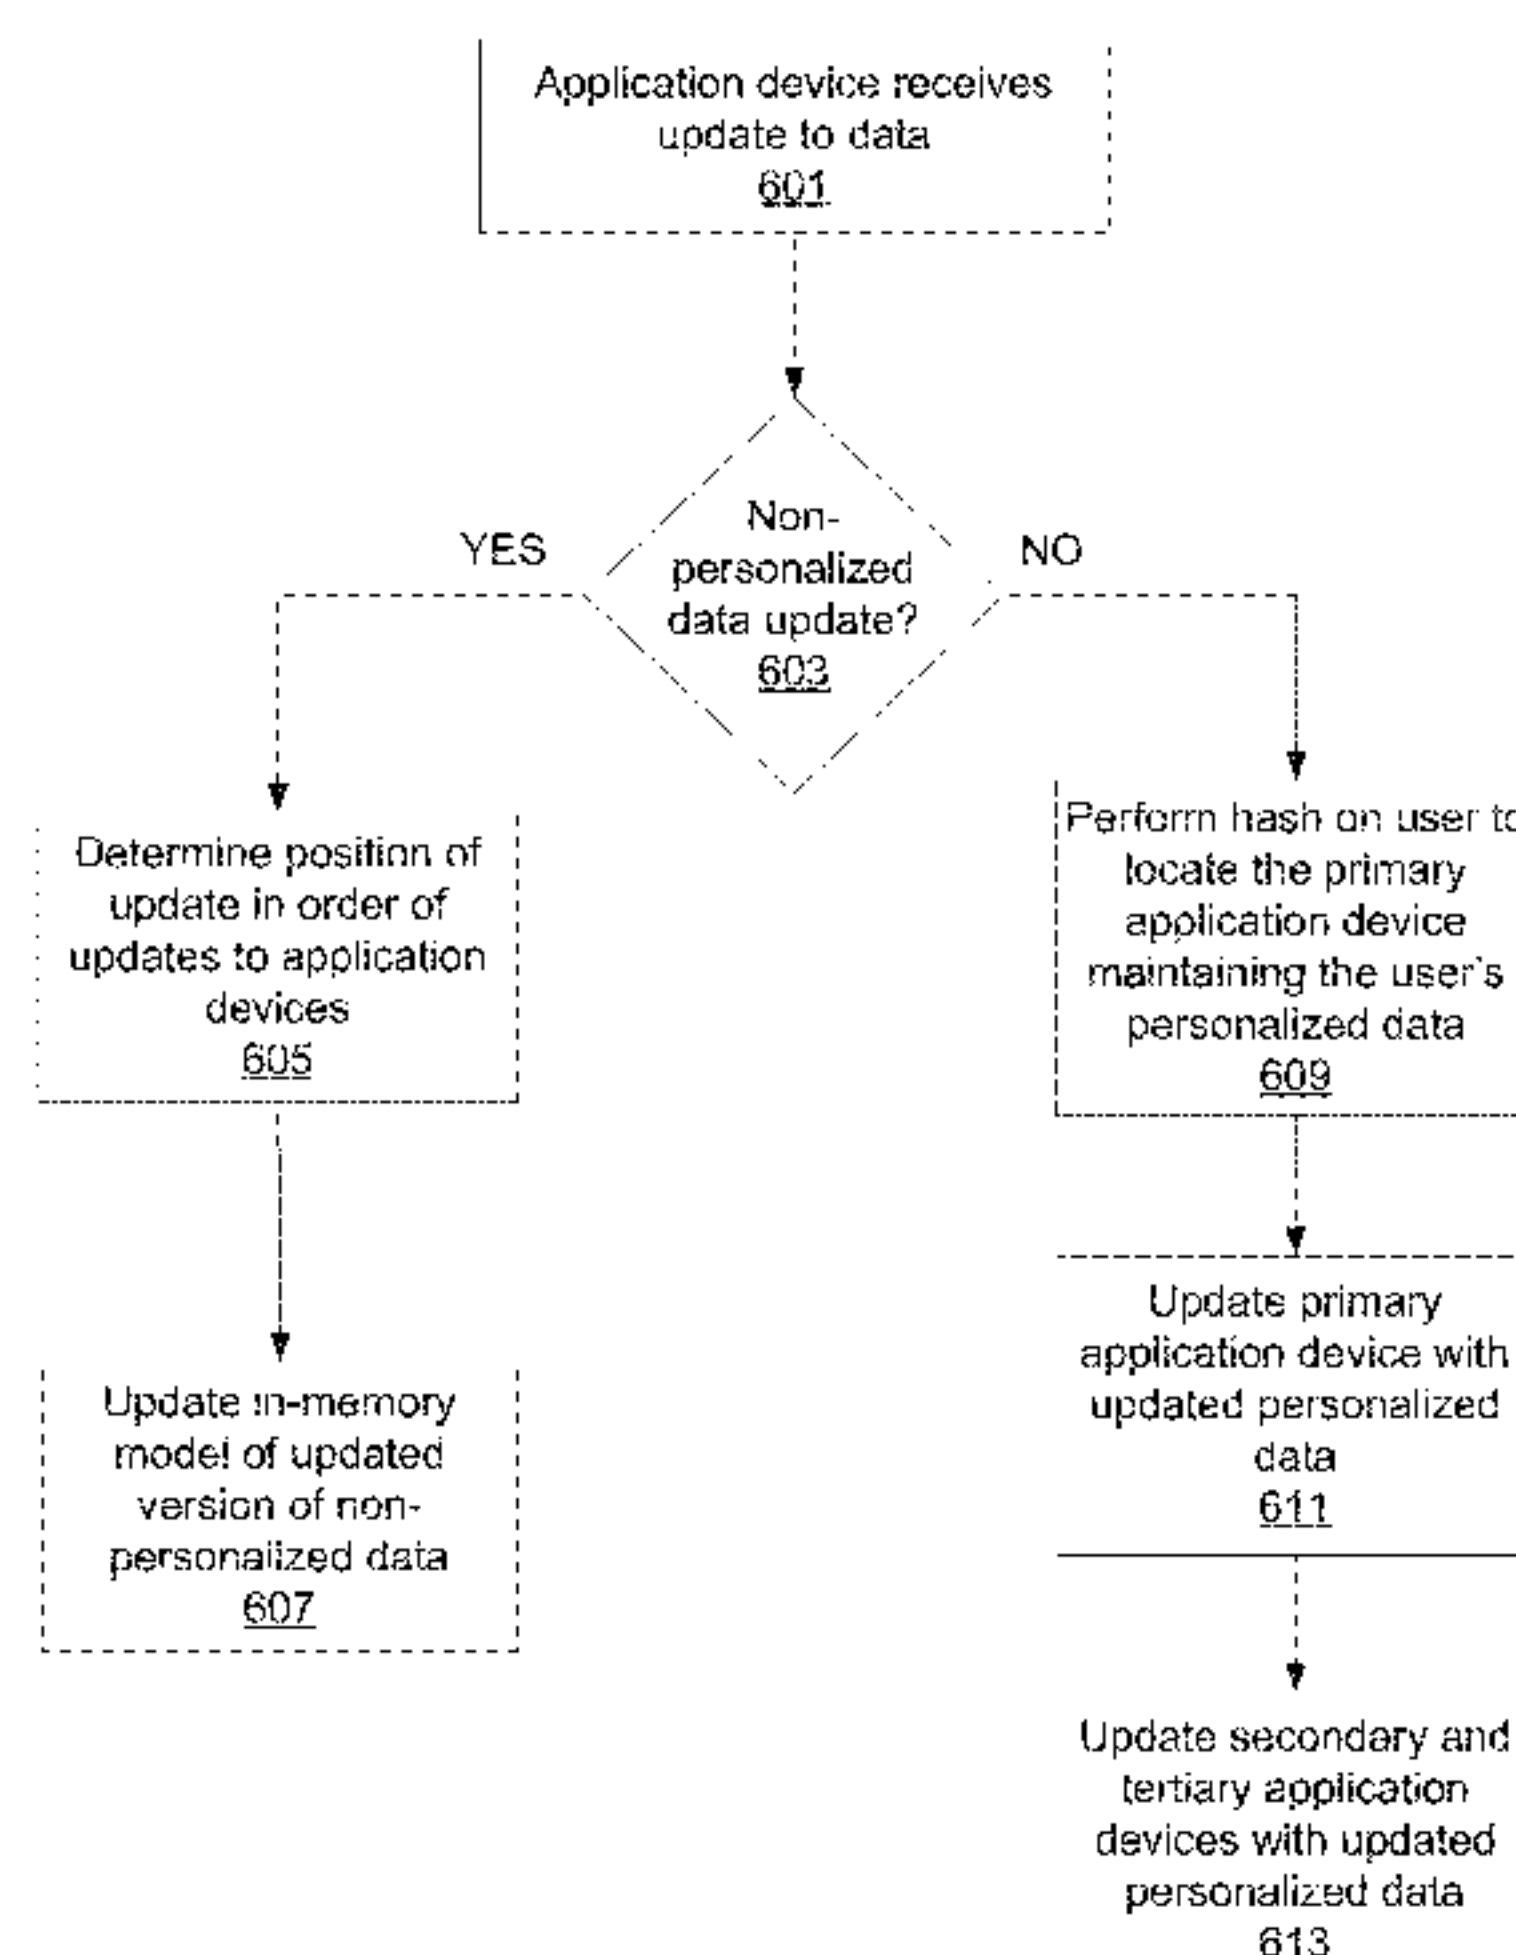 Application device receives
update to data
601
YES
Non-
personalized
data update?
603
NO
Determine position of
update in order of
updates to application
devices
605
Update in-memory
model of updated
version of non-
personalized data
607
Perform hash on user to
locate the primary
application device
maintaining the user's
personalized data
609
Update primary
application device with
updated personalized
data
611
Update secondary and
tertiary application
devices with updated
personalized data
613